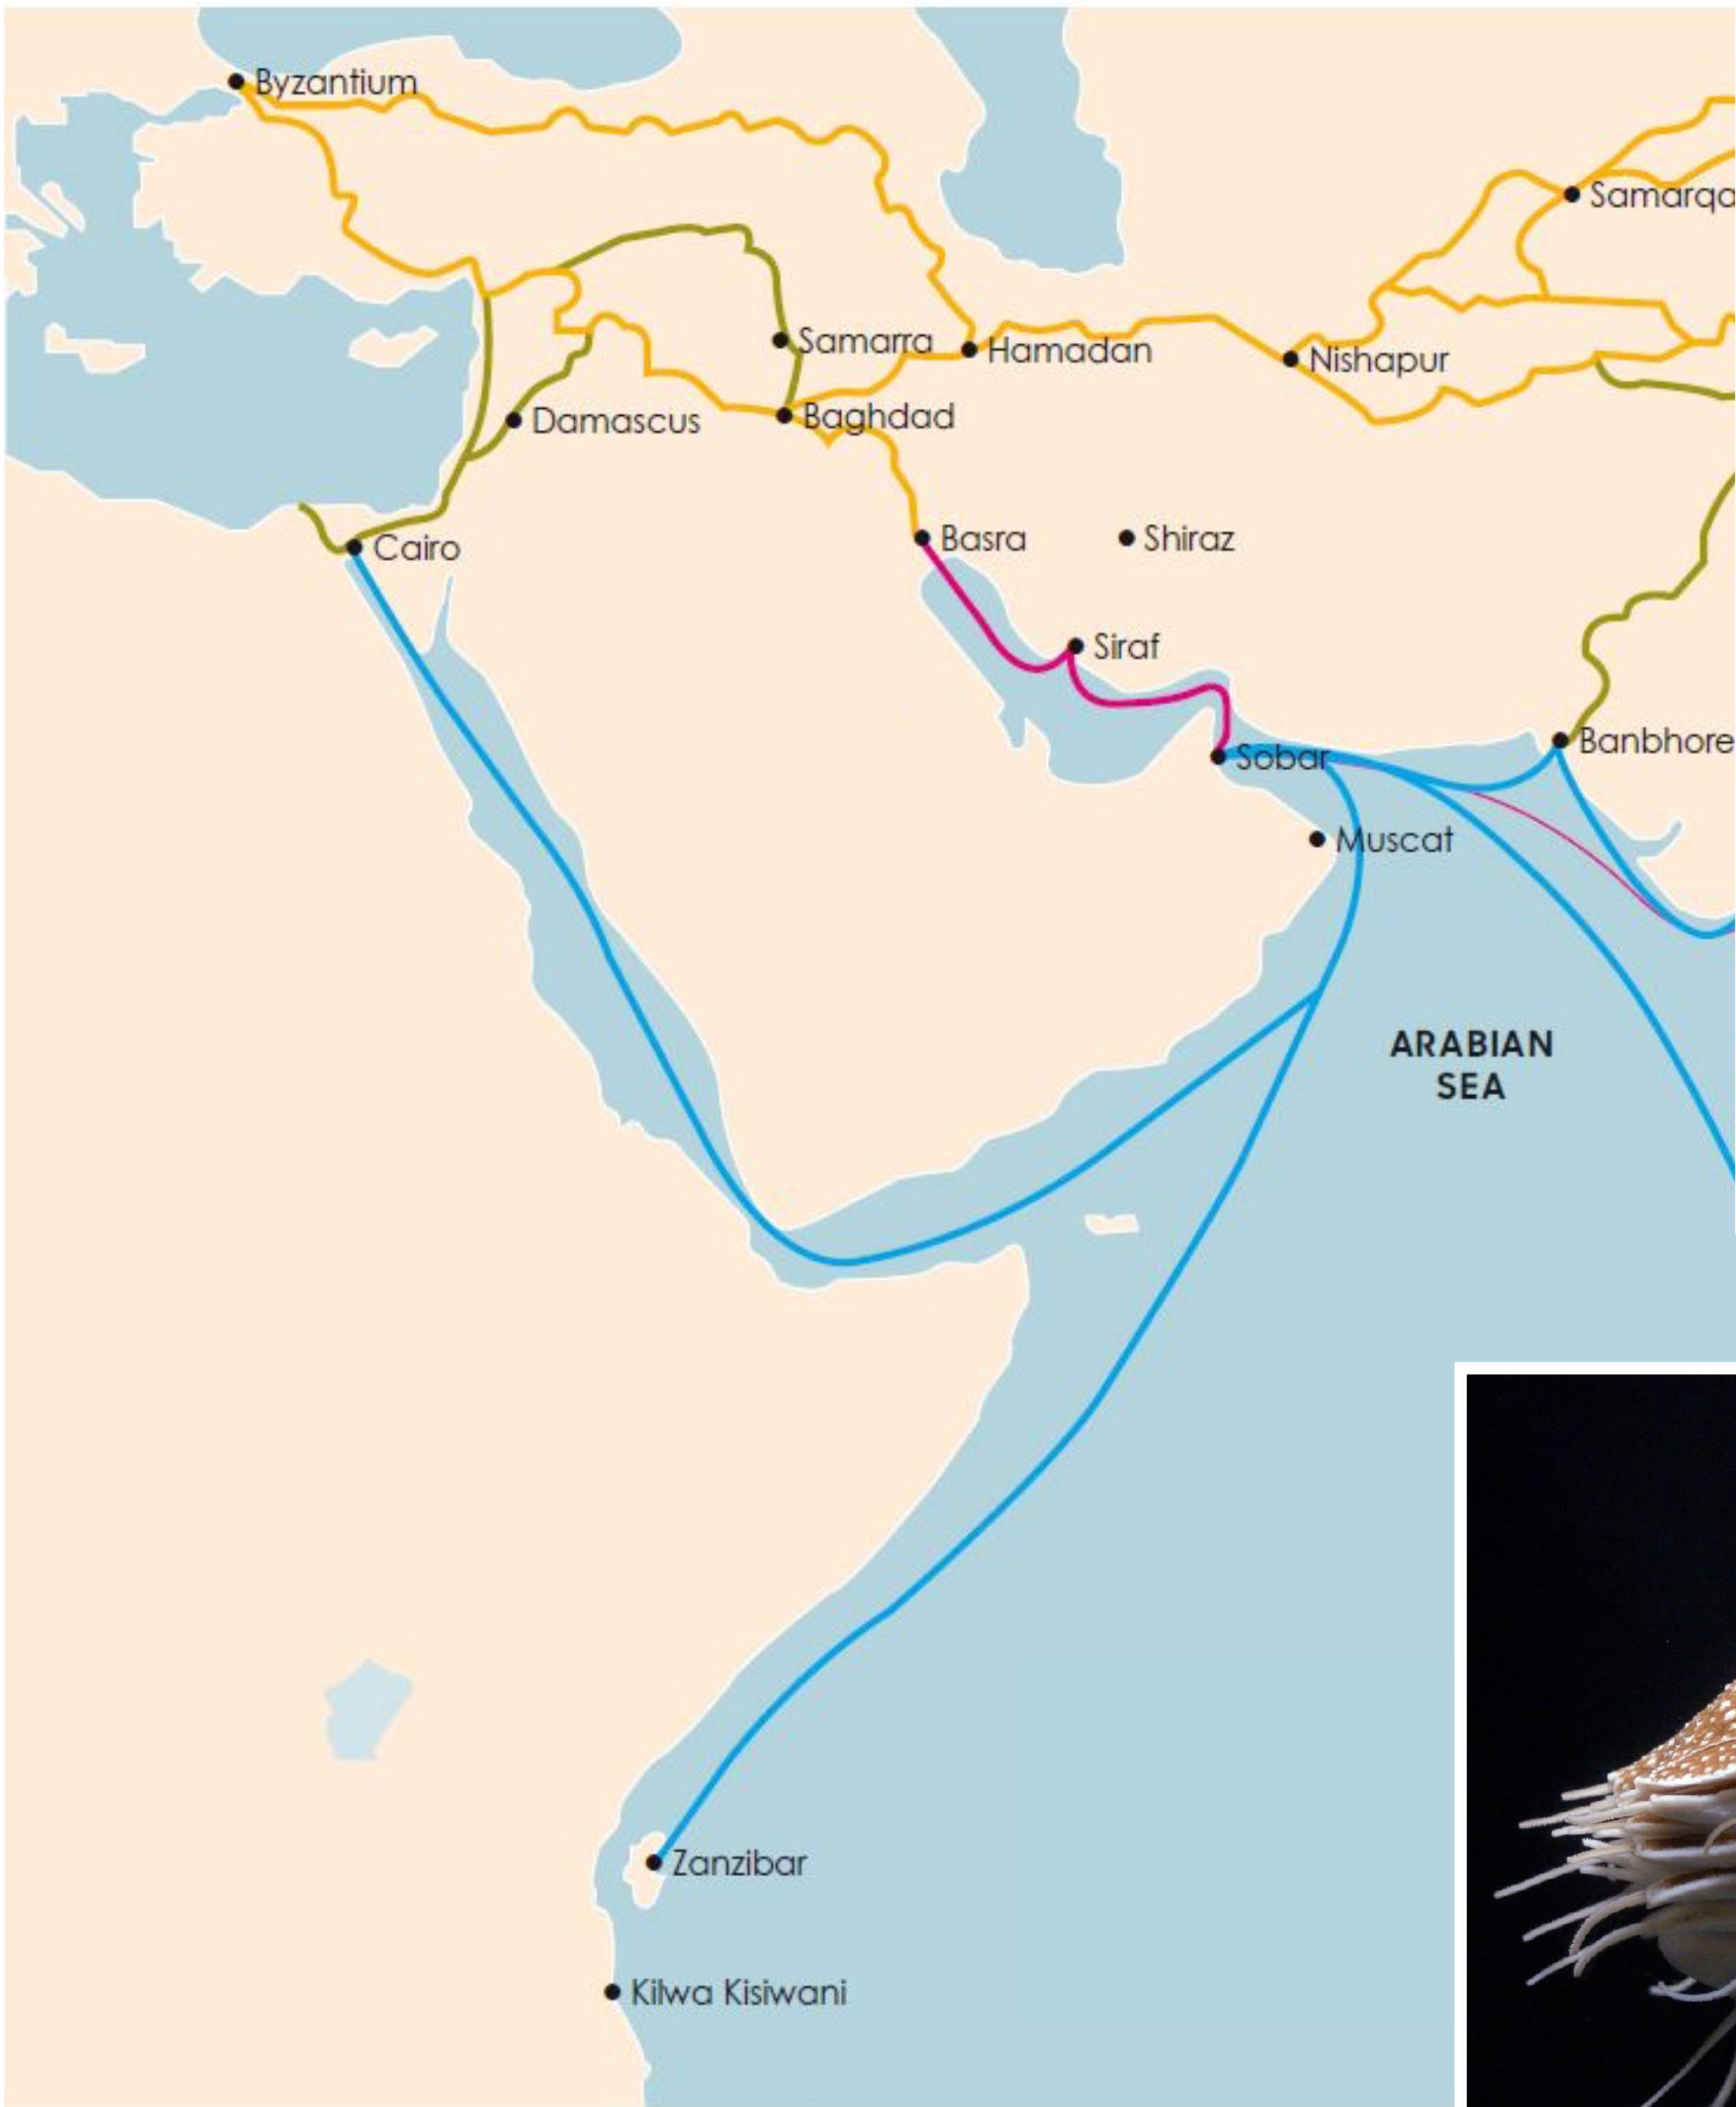 Byzantium
Samarqa
Samarra
Hamadan
Nishapur
Damascus
Baghdad
Cairo
Basra
Shiraz
Siraf
Sobar
Banbhore
Muscat
ARABIAN
SEA
Zanzibar
Kilwa Kisiwani